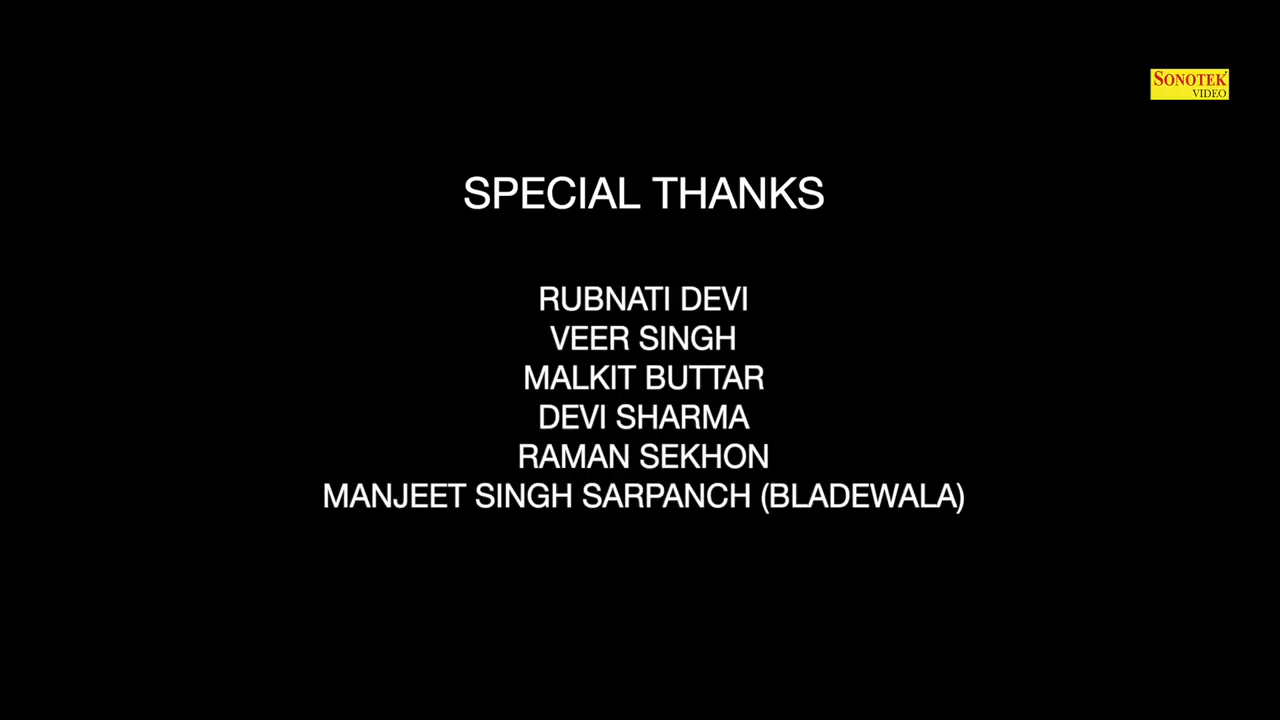 SONOTEK
VIDEO
SPECIAL THANKS
RUBNATI DEVI
VEER SINGH
MALKIT BUTTAR
DEVI SHARMA
RAMAN SEKHON
MANJEET SINGH SARPANCH (BLADEWALA)